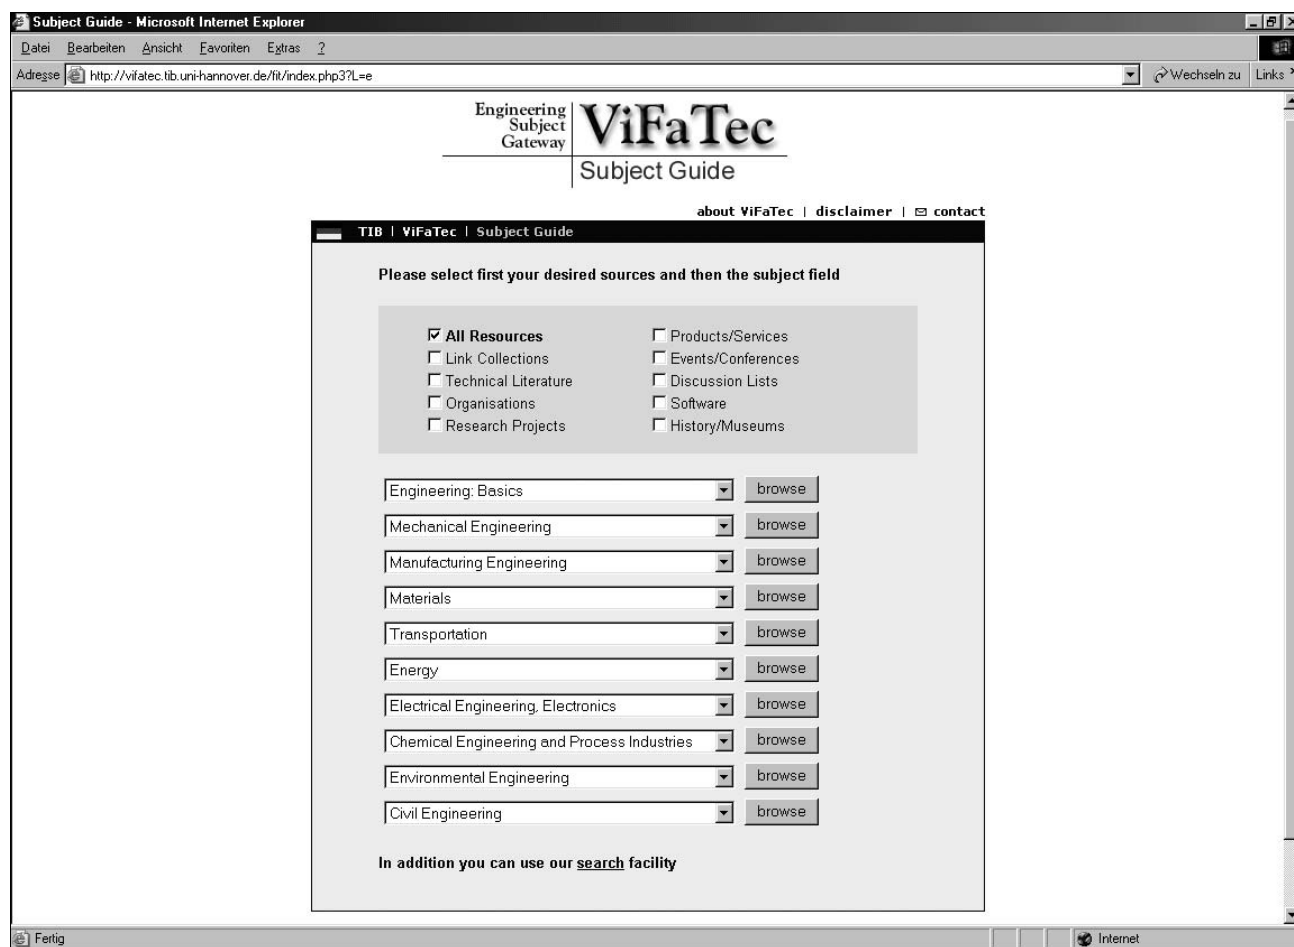 Subject Guide - Microsoft Internet Explorer
Datei Bearbeiten Ansicht Favoriten Extras ?
Adresse http://vifatec.tib.uni-hannover.de/fit/index.php3?L=e Wechseln zu Links
Engineering
Subject
Gateway
ViFaTec
Subject Guide
about ViFaTec | disclaimer | contact
TIB | ViFaTec | Subject Guide
Please select first your desired sources and then the subject field
All Resources Products/Services
Link Collections Events/Conferences
Technical Literature Discussion Lists
Organisations Software
Research Projects History/Museums
Engineering: Basics browse
Mechanical Engineering browse
Manufacturing Engineering browse
Materials browse
Transportation browse
Energy browse
Electrical Engineering, Electronics browse
Chemical Engineering and Process Industries browse
Environmental Engineering browse
Civil Engineering browse
In addition you can use our search facility
Fertig Internet